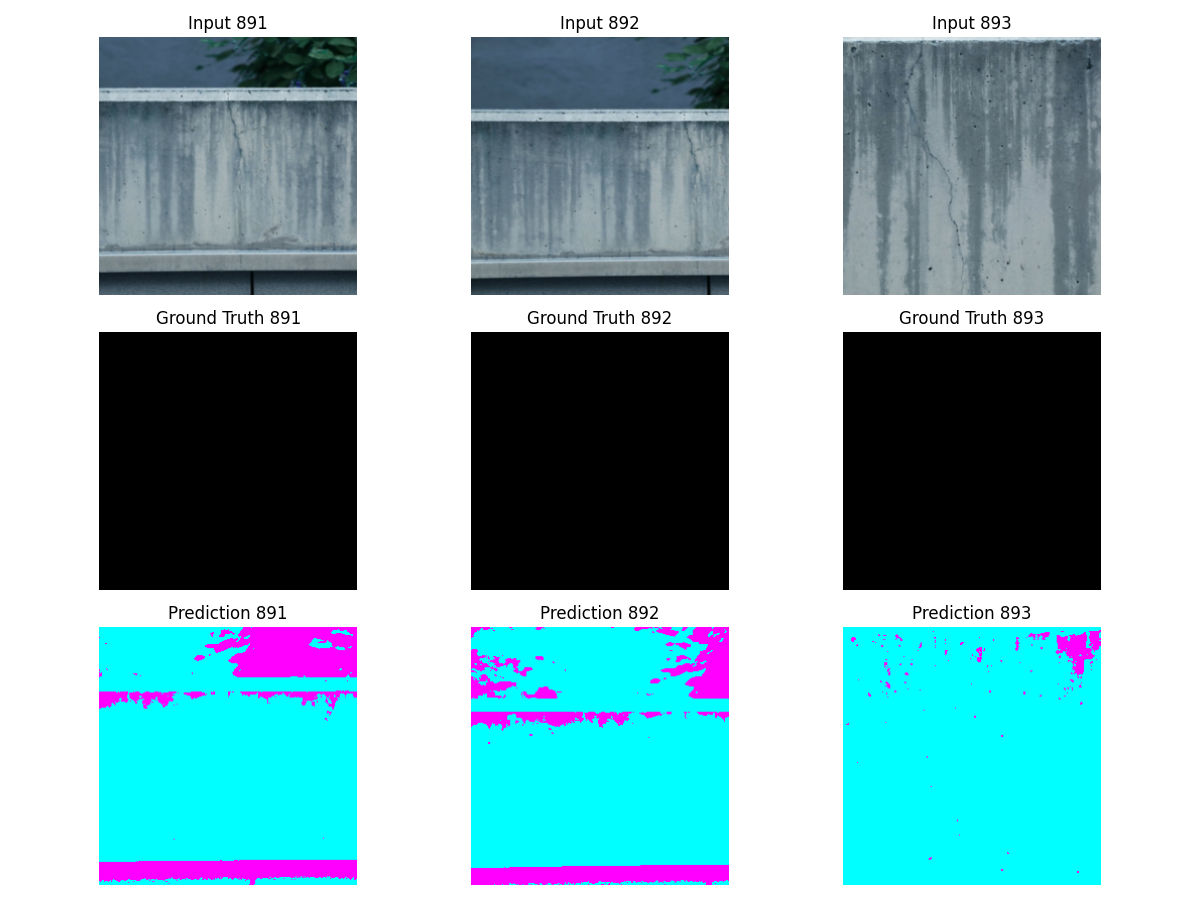 Input 891
Input 892
Input 893
Ground Truth 891
Ground Truth 892
Ground Truth 893
Prediction 891
Prediction 892
Prediction 893